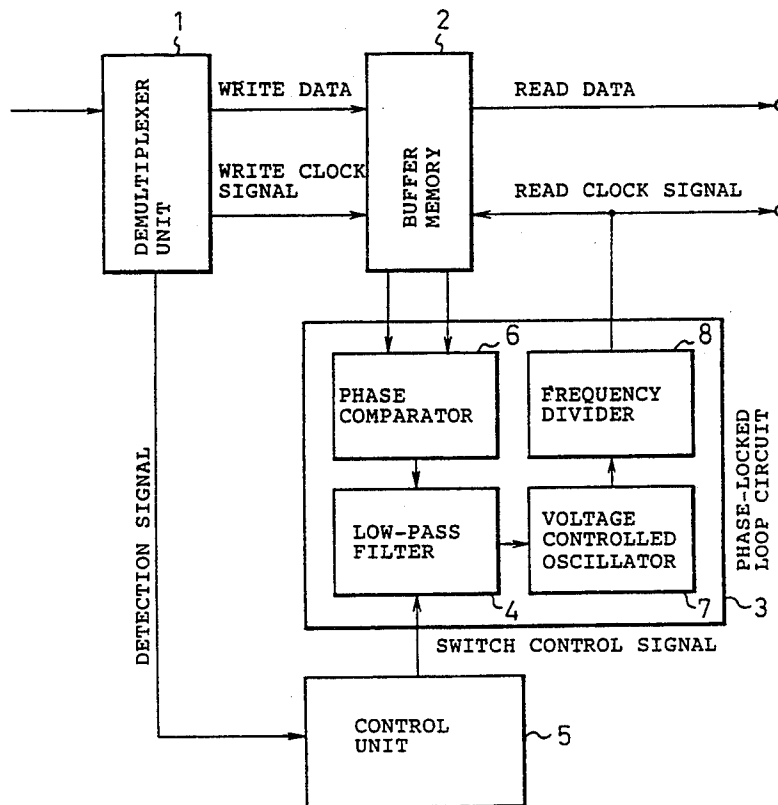 1
2
WRITE DATA
READ DATA
DEMULTIPLEXER
UNIT
WRITE CLOCK
SIGNAL
BUFFER
MEMORY
READ CLOCK SIGNAL
6
8
PHASE
COMPARATOR
FREQUENCY
DIVIDER
PHASE-LOCKED
LOOP CIRCUIT
DETECTION SIGNAL
LOW-PASS
FILTER
VOLTAGE
CONTROLLED
OSCILLATOR
4
7
3
SWITCH CONTROL SIGNAL
CONTROL
UNIT
5